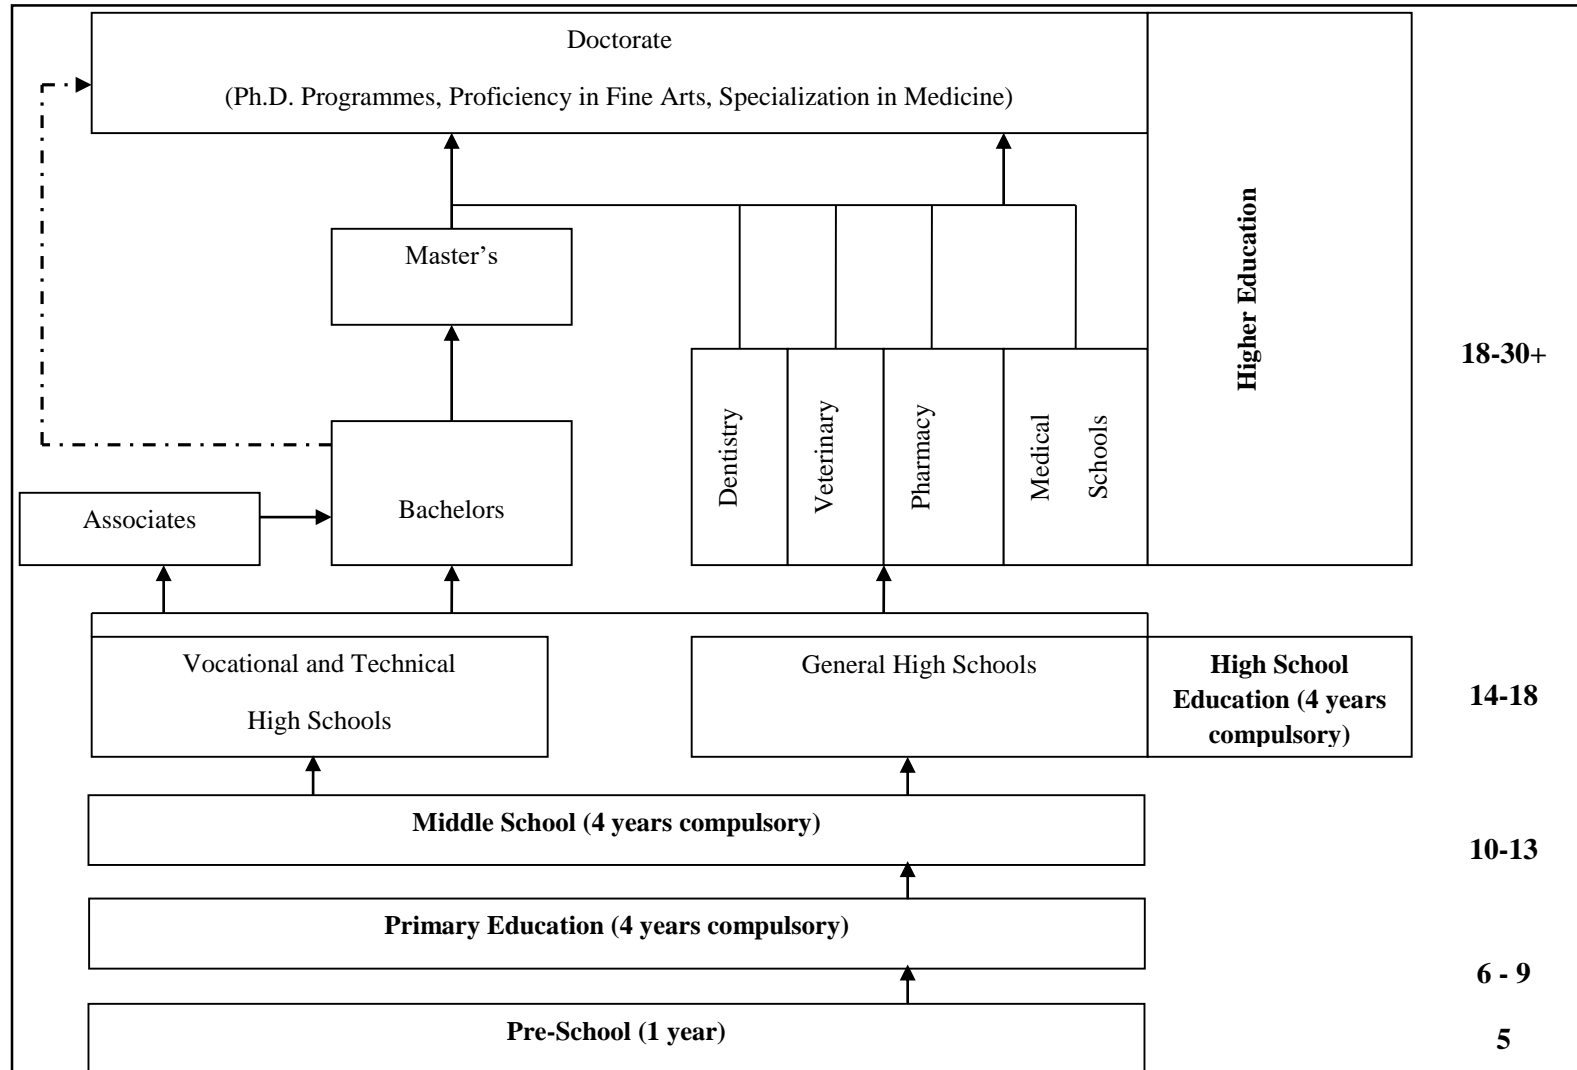 Doctorate
(Ph.D. Programmes, Proficiency in Fine Arts, Specialization in Medicine)
Master’s
Higher Education
18-30+
Dentistry
Veterinary
Pharmacy
Medical
Schools
Associates
Bachelors
Vocational and Technical
High Schools
General High Schools
High School
Education (4 years
compulsory)
14-18
Middle School (4 years compulsory)
10-13
Primary Education (4 years compulsory)
6 - 9
Pre-School (1 year)
5